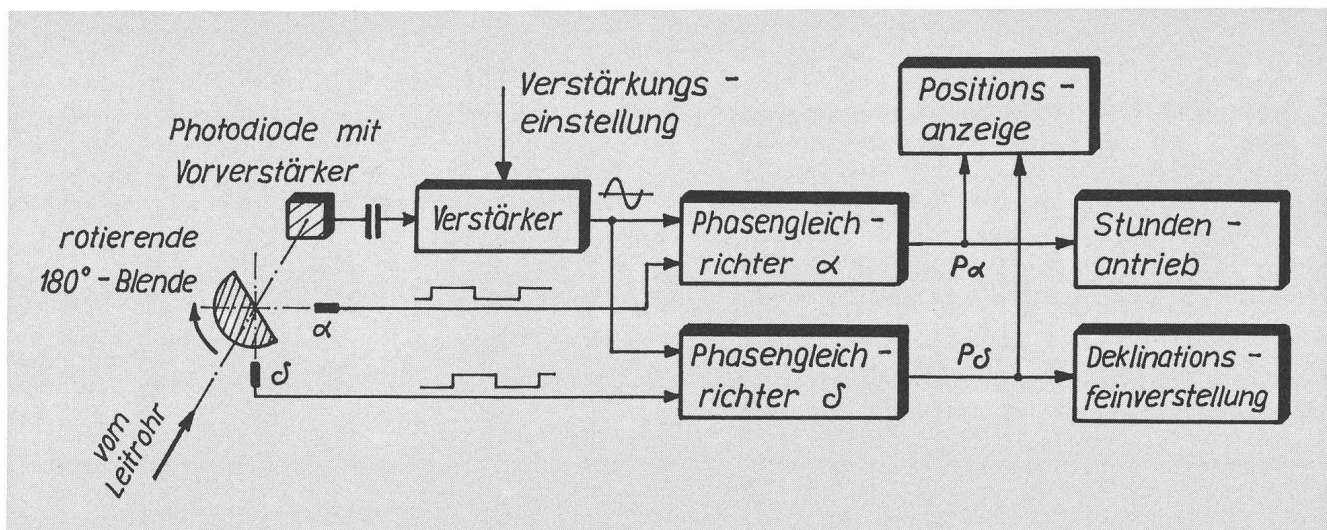 Verstärkungs -
einstellung
Positions -
anzeige
Photodiode mit
Vorverstärker
Verstärker
Phasengleich -
richter α
Stunden -
antrieb
Pα
rotierende
180° - Blende
α
δ
Phasengleich -
richter δ
Pδ
Deklinations -
feinverstellung
vom
Leitrohr